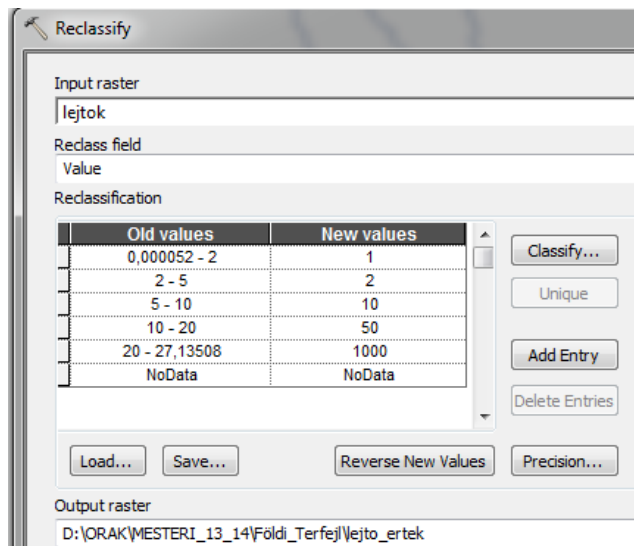 Reclassify
Input raster
lejtok
Reclass field
Value
Reclassification
Old values New values
0,000052 - 2 1
2 - 5 2
5 - 10 10
10 - 20 50
20 - 27,13508 1000
NoData NoData
Classify...
Unique
Add Entry
Delete Entries
Load... Save... Reverse New Values Precision...
Output raster
D:\ORAK\MESTERI_13_14\Földi_Terfejl\lejto_ertek